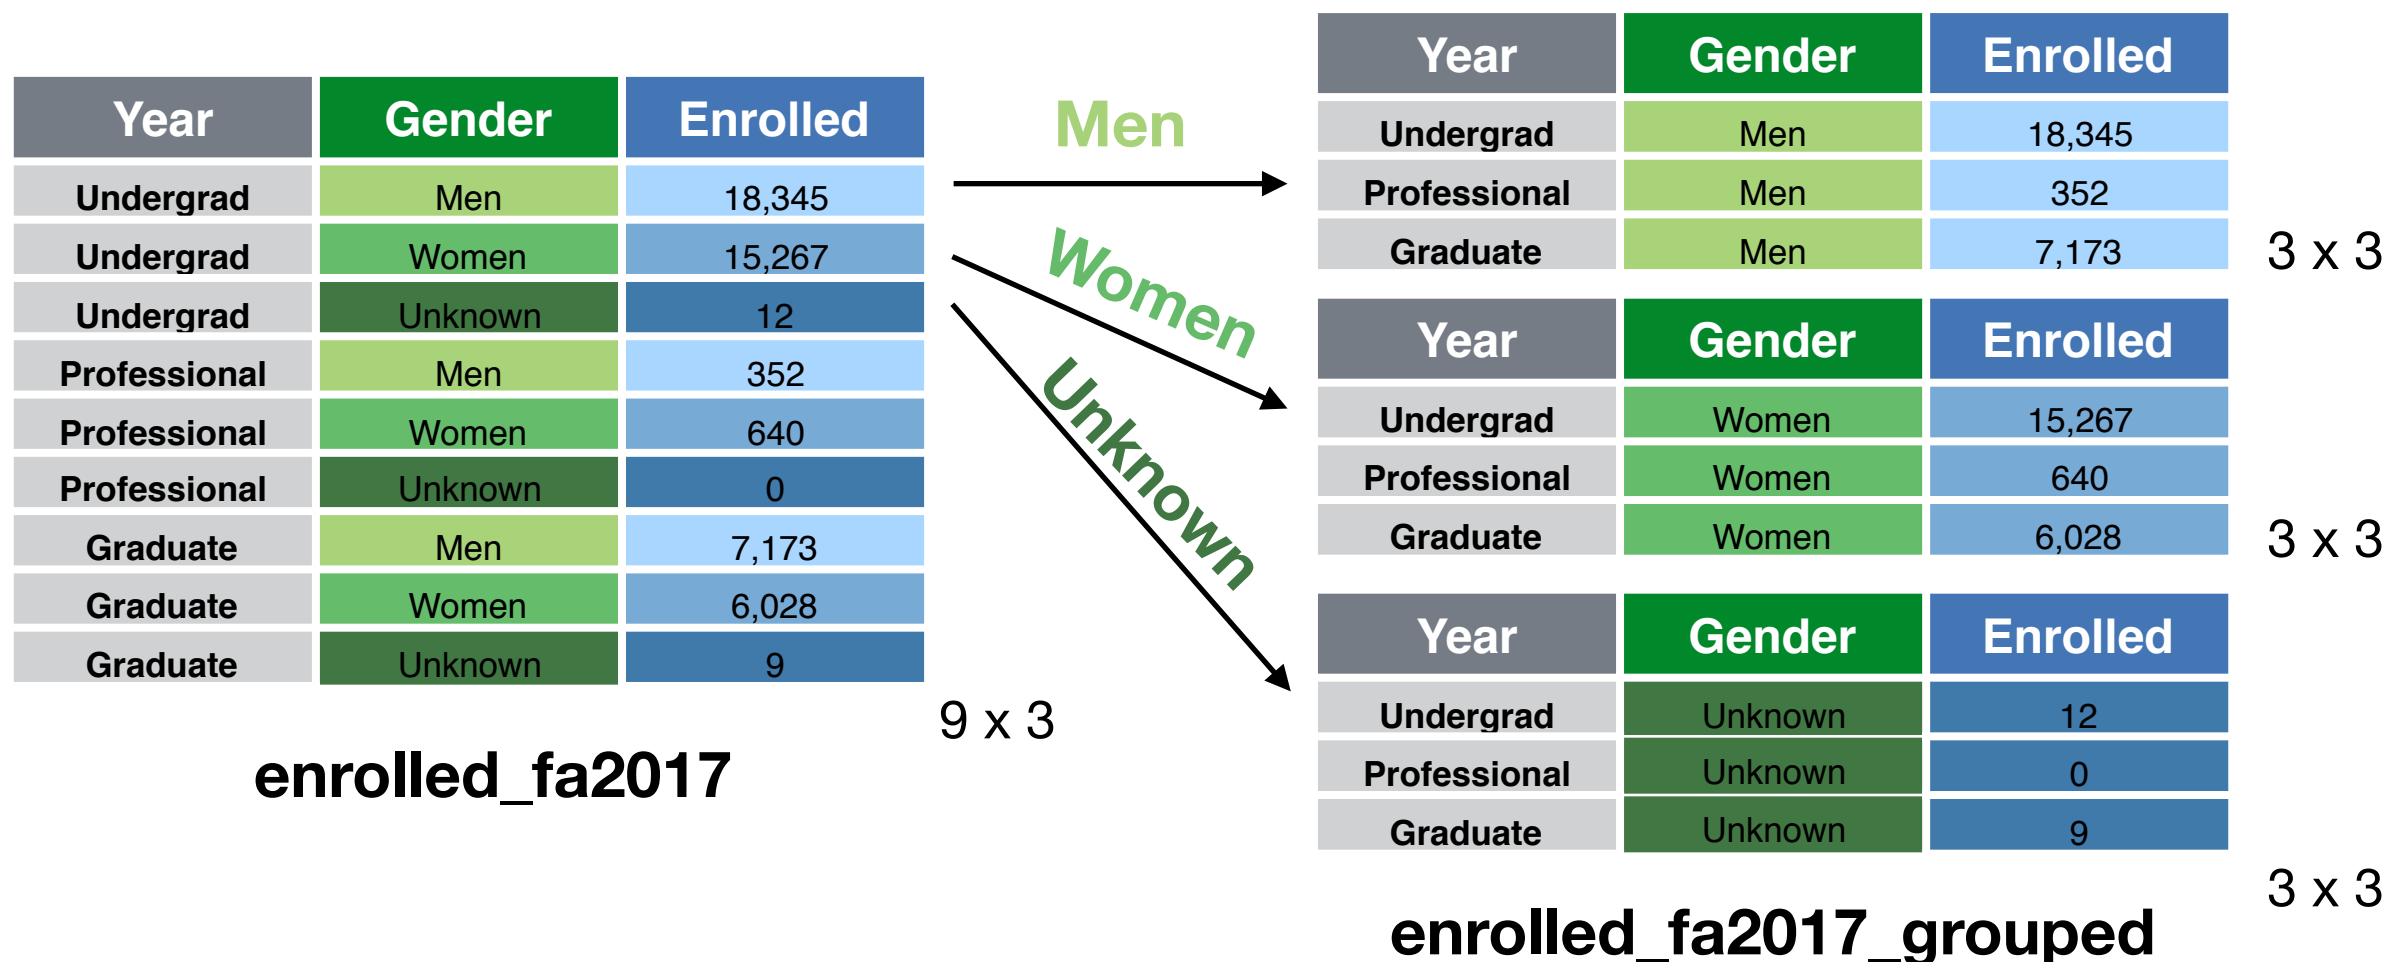 Year Gender Enrolled
Undergrad Men 18,345
Undergrad Women 15,267
Undergrad Unknown 12
Professional Men 352
Professional Women 640
Professional Unknown 0
Graduate Men 7,173
Graduate Women 6,028
Graduate Unknown 9
9 x 3
enrolled_fa2017
Men
Women
Unknown
Year Gender Enrolled
Undergrad Men 18,345
Professional Men 352
Graduate Men 7,173
3 x 3
Year Gender Enrolled
Undergrad Women 15,267
Professional Women 640
Graduate Women 6,028
3 x 3
Year Gender Enrolled
Undergrad Unknown 12
Professional Unknown 0
Graduate Unknown 9
3 x 3
enrolled_fa2017_grouped